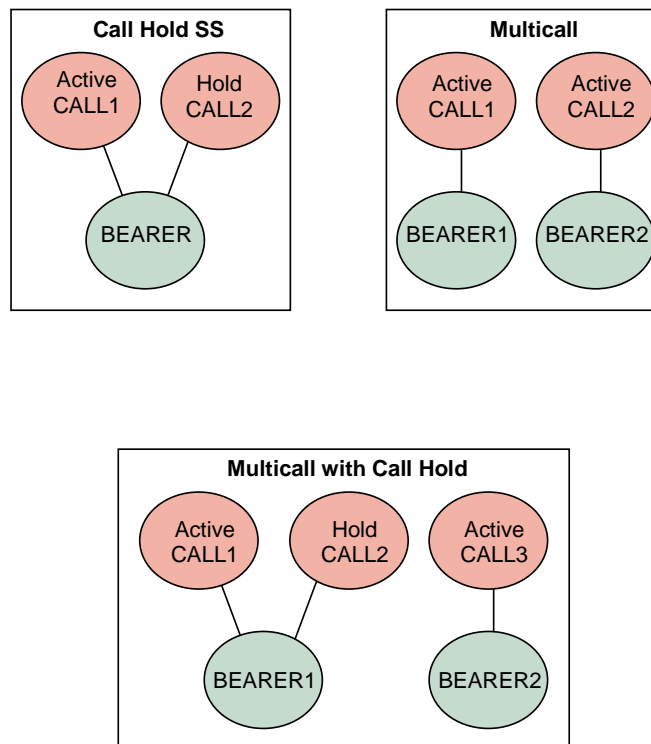 Call Hold SS
Active
CALL1
Hold
CALL2
BEARER
Multicall
Active
CALL1
Active
CALL2
BEARER1
BEARER2
Multicall with Call Hold
Active
CALL1
Hold
CALL2
Active
CALL3
BEARER1
BEARER2